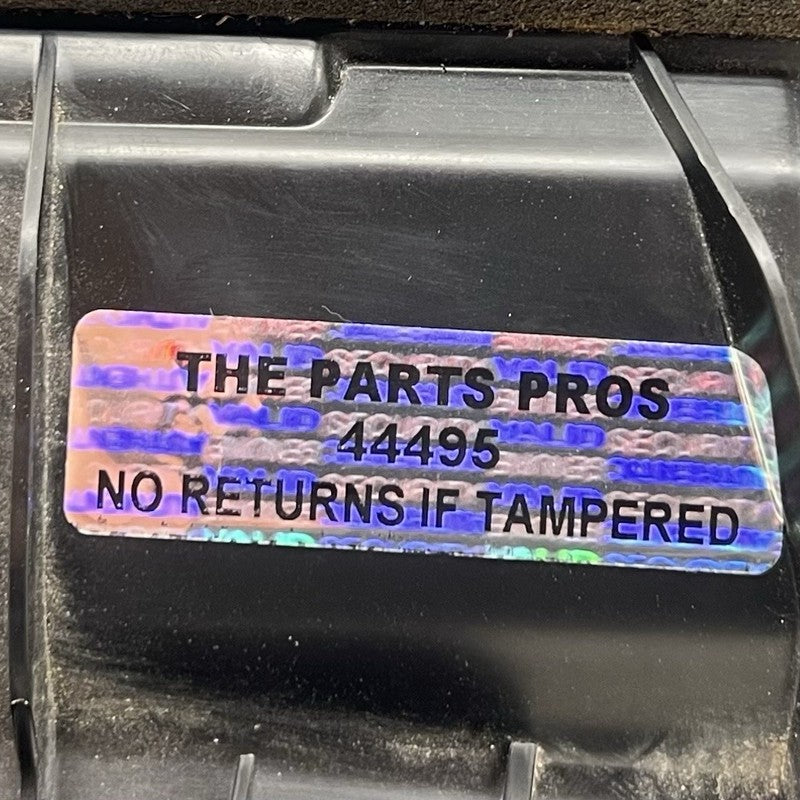 THE PARTS PROS
44495
NO RETURNS IF TAMPERED